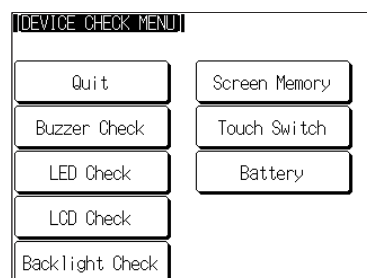 [DEVICE CHECK MENU]
Quit
Screen Memory
Buzzer Check
Touch Switch
LED Check
Battery
LCD Check
Backlight Check